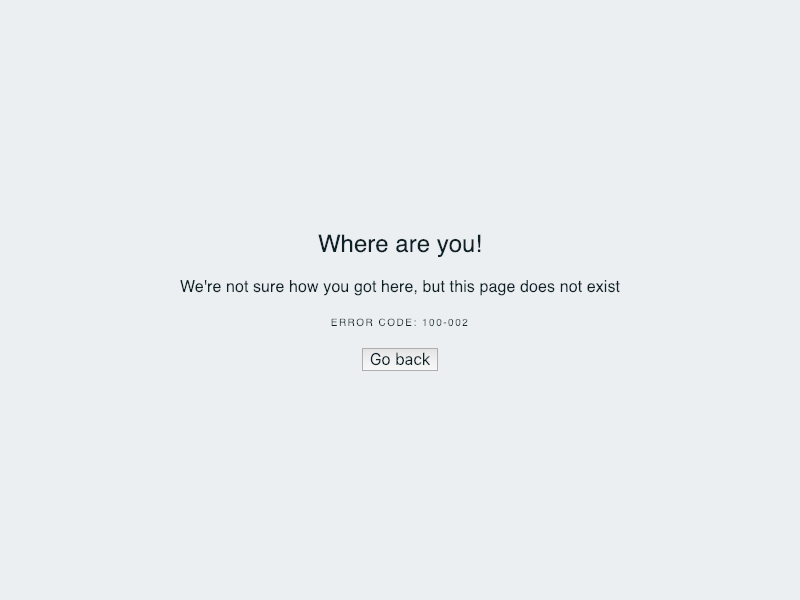 Where are you!
We're not sure how you got here, but this page does not exist
ERROR CODE: 100-002
Go back